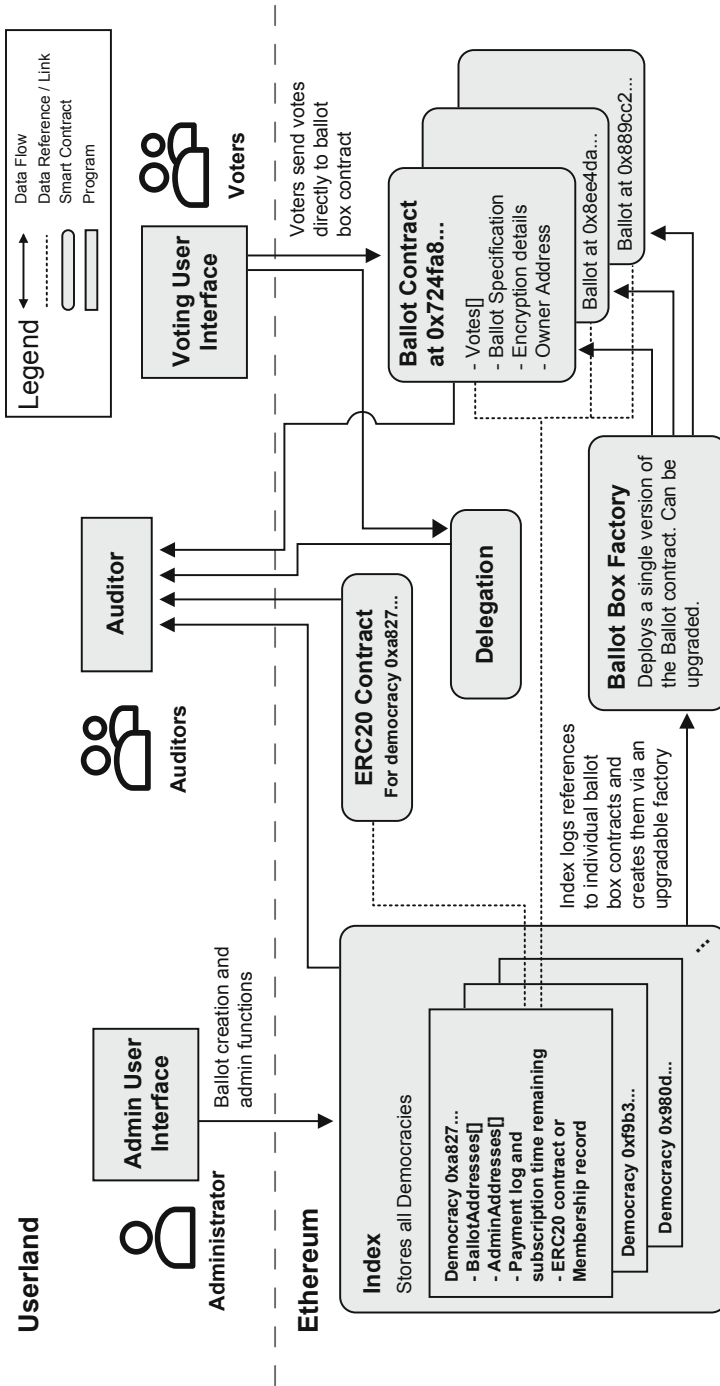 Userland
Legend
Data Flow
Data Reference / Link
Smart Contract
Program
Administrator
Admin User
Interface
Ballot creation and
admin functions
Auditors
Auditor
Voting User
Interface
Voters
Voters send votes
directly to ballot
box contract
Ethereum
Index
Stores all Democracies
Democracy 0xa827...
- BallotAddresses[]
- AdminAddresses[]
- Payment log and
subscription time remaining
- ERC20 contract or
Membership record
Democracy 0xf9b3...
Democracy 0x980d...
...
ERC20 Contract
For democracy 0xa827...
Delegation
Ballot Contract
at 0x724fa8...
- Votes[]
- Ballot Specification
- Encryption details
- Owner Address
Ballot at 0x8ee4da...
Ballot at 0x889cc2...
Index logs references
to individual ballot
box contracts and
creates them via an
upgradable factory
Ballot Box Factory
Deploys a single version of
the Ballot contract. Can be
upgraded.